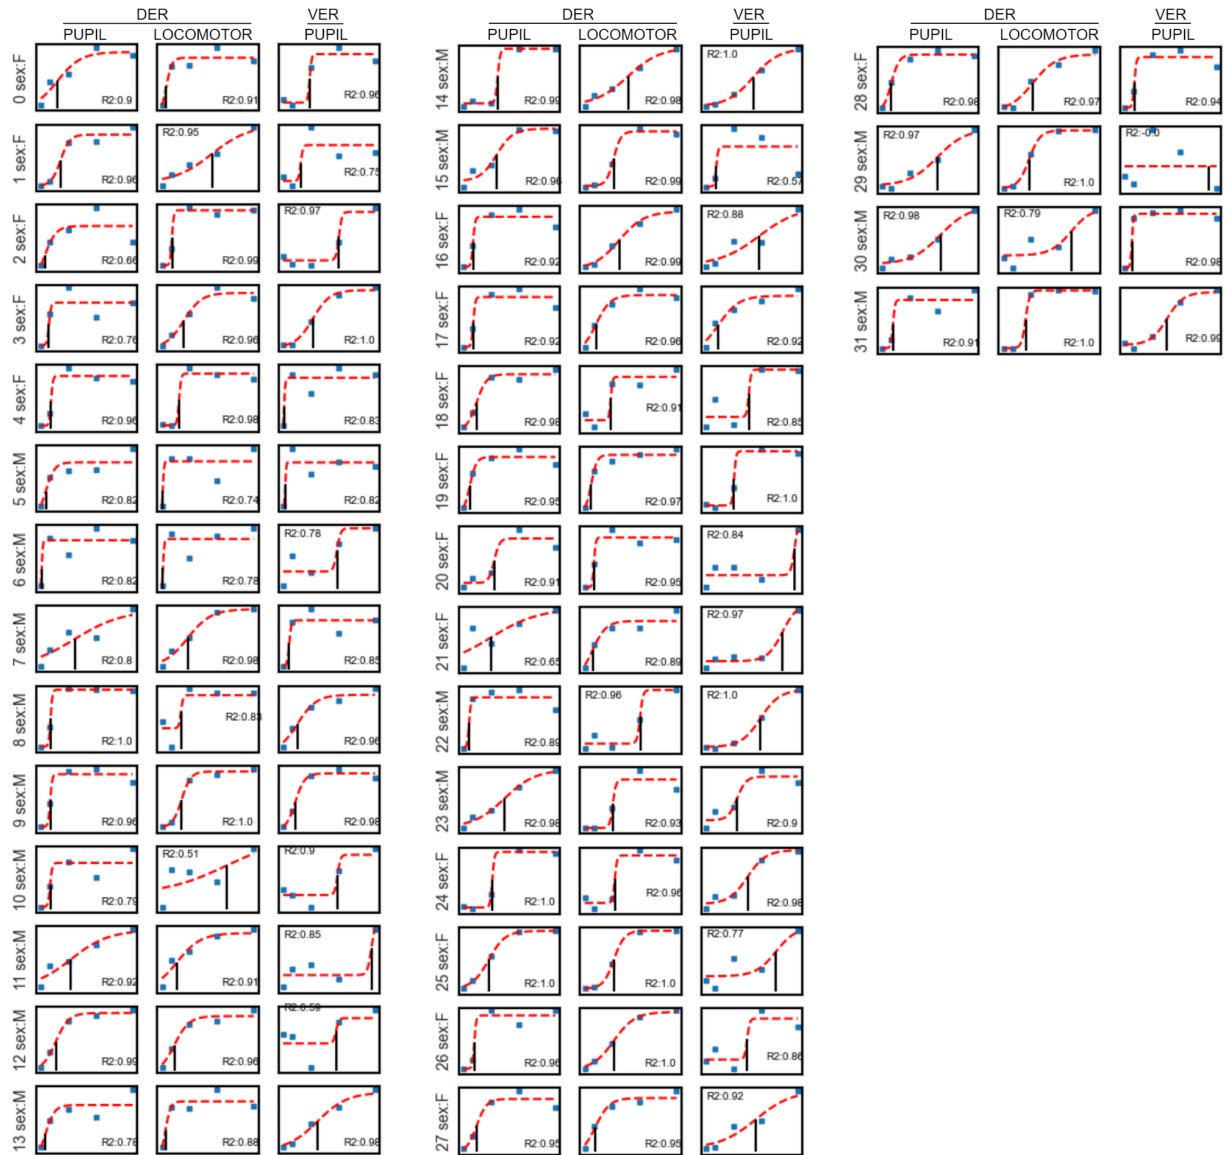 DER VER
PUPIL LOCOMOTOR PUPIL
0 sex:F R2:0.9 R2:0.91 R2:0.96
1 sex:F R2:0.96 R2:0.95 R2:0.75
2 sex:F R2:0.66 R2:0.99 R2:0.97
3 sex:F R2:0.76 R2:0.96 R2:1.0
4 sex:F R2:0.96 R2:0.98 R2:0.83
5 sex:M R2:0.82 R2:0.74 R2:0.82
6 sex:M R2:0.82 R2:0.78 R2:0.78
7 sex:M R2:0.8 R2:0.98 R2:0.85
8 sex:M R2:1.0 R2:0.83 R2:0.96
9 sex:M R2:0.96 R2:1.0 R2:0.98
10 sex:M R2:0.79 R2:0.51 R2:0.9
11 sex:M R2:0.92 R2:0.91 R2:0.85
12 sex:M R2:0.99 R2:0.96 R2:0.59
13 sex:M R2:0.78 R2:0.88 R2:0.98
DER VER
PUPIL LOCOMOTOR PUPIL
14 sex:M R2:0.99 R2:0.98 R2:1.0
15 sex:M R2:0.96 R2:0.99 R2:0.57
16 sex:F R2:0.92 R2:0.99 R2:0.88
17 sex:F R2:0.92 R2:0.96 R2:0.92
18 sex:F R2:0.98 R2:0.91 R2:0.85
19 sex:F R2:0.95 R2:0.97 R2:1.0
20 sex:F R2:0.91 R2:0.95 R2:0.84
21 sex:F R2:0.65 R2:0.89 R2:0.97
22 sex:M R2:0.89 R2:0.96 R2:1.0
23 sex:M R2:0.98 R2:0.93 R2:0.9
24 sex:F R2:1.0 R2:0.96 R2:0.98
25 sex:F R2:1.0 R2:1.0 R2:0.77
26 sex:F R2:0.96 R2:1.0 R2:0.86
27 sex:F R2:0.95 R2:0.95 R2:0.92
DER VER
PUPIL LOCOMOTOR PUPIL
28 sex:F R2:0.98 R2:0.97 R2:0.94
29 sex:M R2:0.97 R2:1.0 R2:-0.0
30 sex:M R2:0.98 R2:0.79 R2:0.98
31 sex:M R2:0.91 R2:1.0 R2:0.99